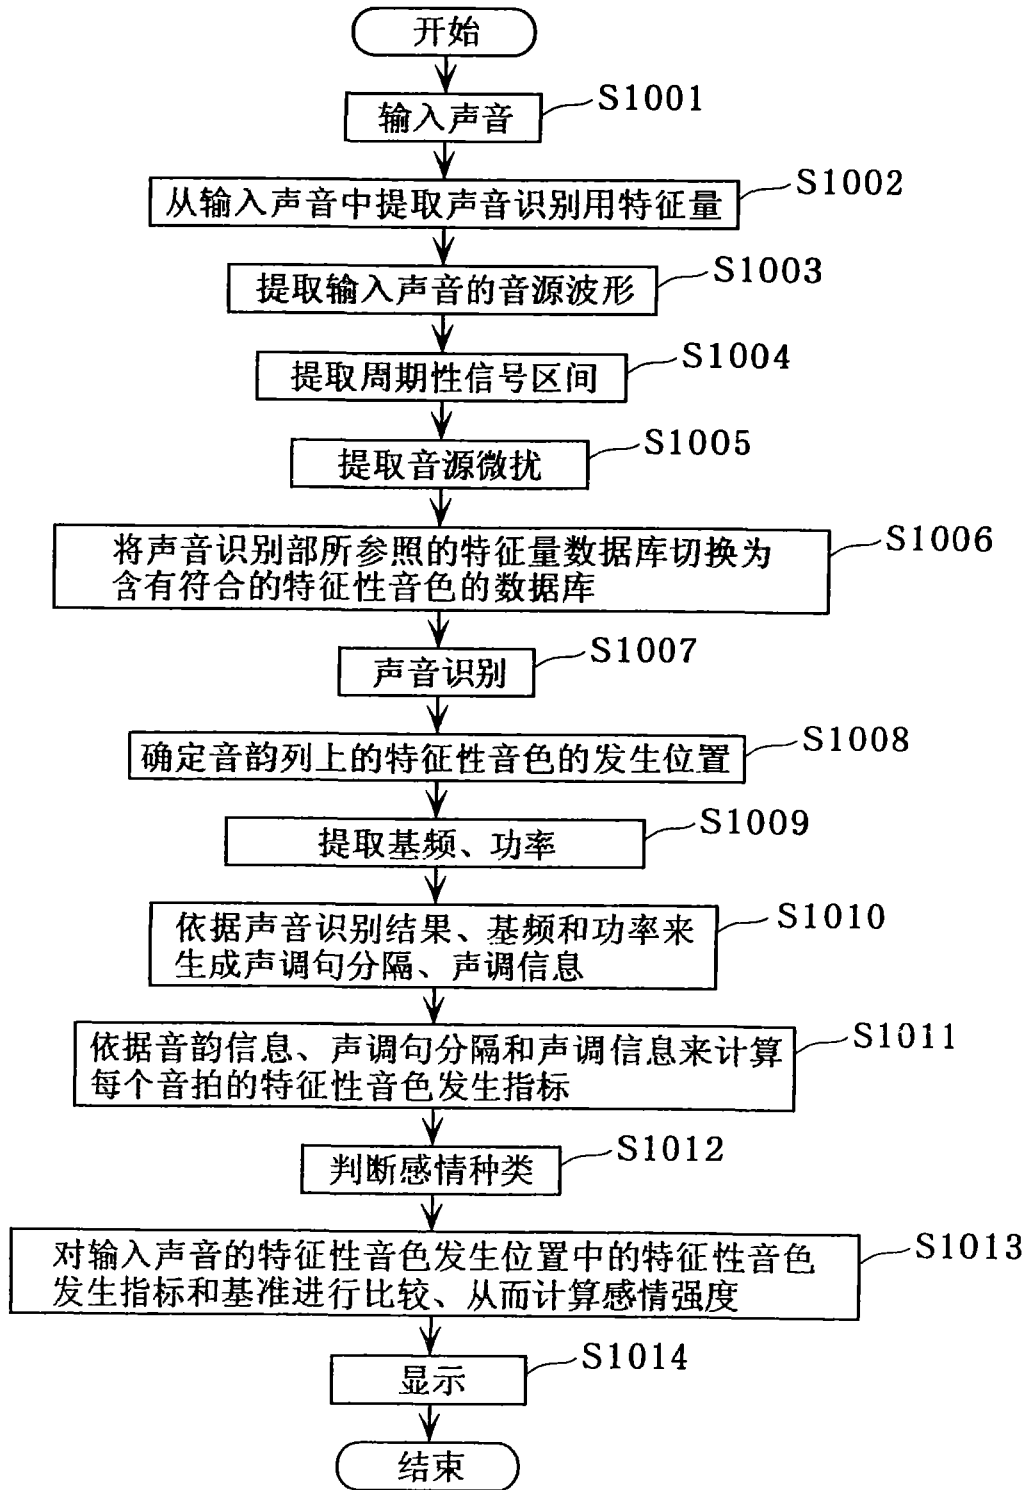 开始
输入声音
S1001
从输入声音中提取声音识别用特征量
S1002
提取输入声音的音源波形
S1003
提取周期性信号区间
S1004
提取音源微扰
S1005
将声音识别部所参照的特征量数据库切换为
含有符合的特征性音色的数据库
S1006
声音识别
S1007
确定音韵列上的特征性音色的发生位置
S1008
提取基频、功率
S1009
依据声音识别结果、基频和功率来
生成声调句分隔、声调信息
S1010
依据音韵信息、声调句分隔和声调信息来计算
每个音拍的特征性音色发生指标
S1011
判断感情种类
S1012
对输入声音的特征性音色发生位置中的特征性音色
发生指标和基准进行比较、从而计算感情强度
S1013
显示
S1014
结束